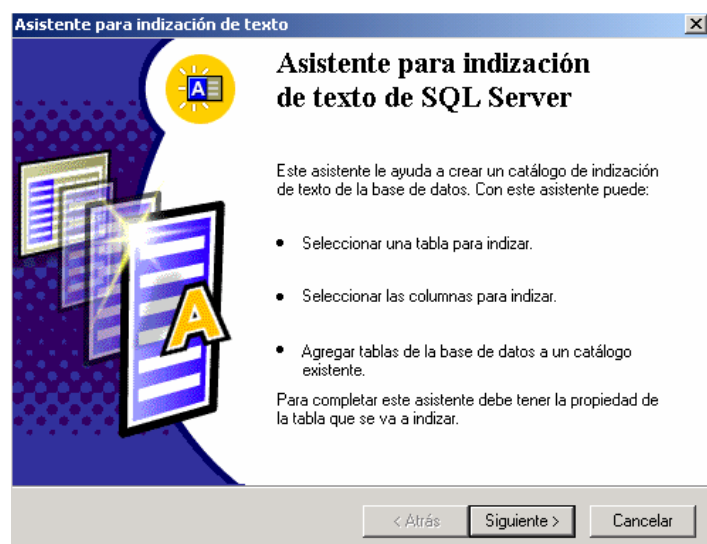 Asistente para indización de texto
Asistente para indización
de texto de SQL Server
A
Este asistente le ayuda a crear un catálogo de indización
de texto de la base de datos. Con este asistente puede:
• Seleccionar una tabla para indizar.
• Seleccionar las columnas para indizar.
• Agregar tablas de la base de datos a un catálogo
existente.
Para completar este asistente debe tener la propiedad de
la tabla que se va a indizar.
A
< Atrás Siguiente > Cancelar